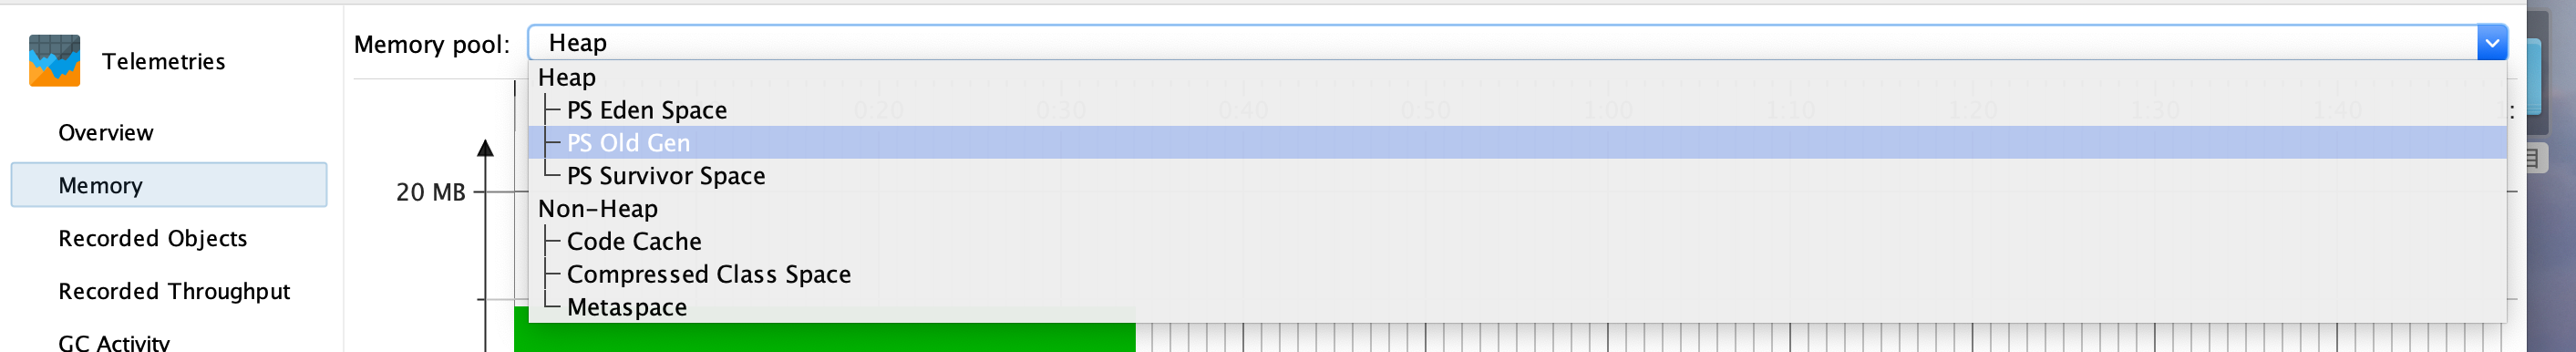 Telemetries
Overview
Memory
Recorded Objects
Recorded Throughput
GC Activity
Memory pool: Heap
Heap
PS Eden Space
PS Old Gen
PS Survivor Space
Non-Heap
Code Cache
Compressed Class Space
Metaspace
0:20 0:30 0:40 0:50 1:00 1:10 1:20 1:30 1:40
20 MB